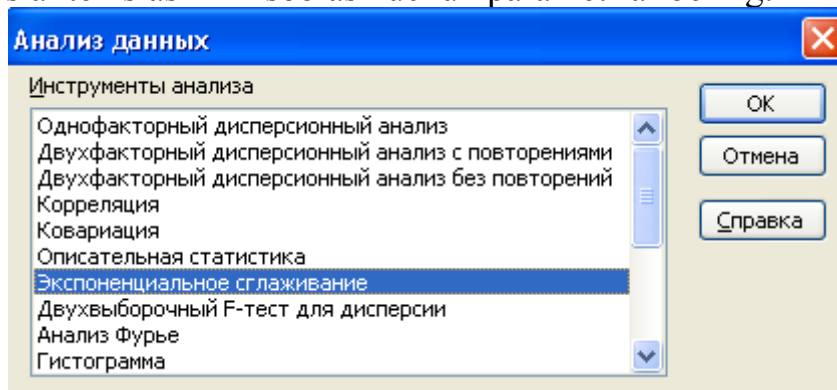 Анализ данных
Инструменты анализа
Однофакторный дисперсионный анализ
Двухфакторный дисперсионный анализ с повторениями
Двухфакторный дисперсионный анализ без повторений
Корреляция
Ковариация
Описательная статистика
Экспоненциальное сглаживание
Двухвыборочный F-тест для дисперсии
Анализ Фурье
Гистограмма
OK
Отмена
Справка